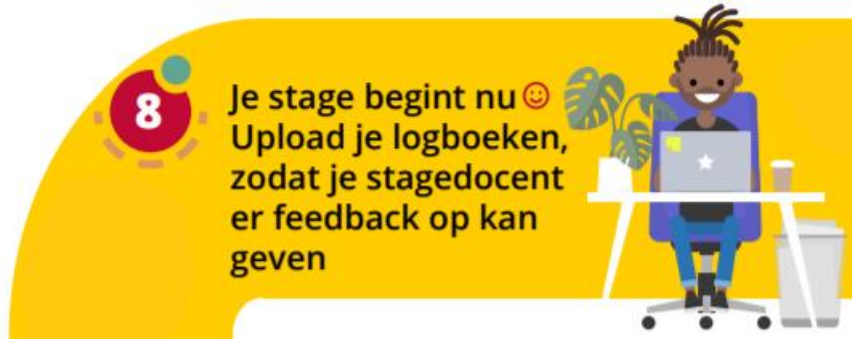 8
Je stage begint nu☺
Upload je logboeken,
zodat je stagedocent
er feedback op kan
geven